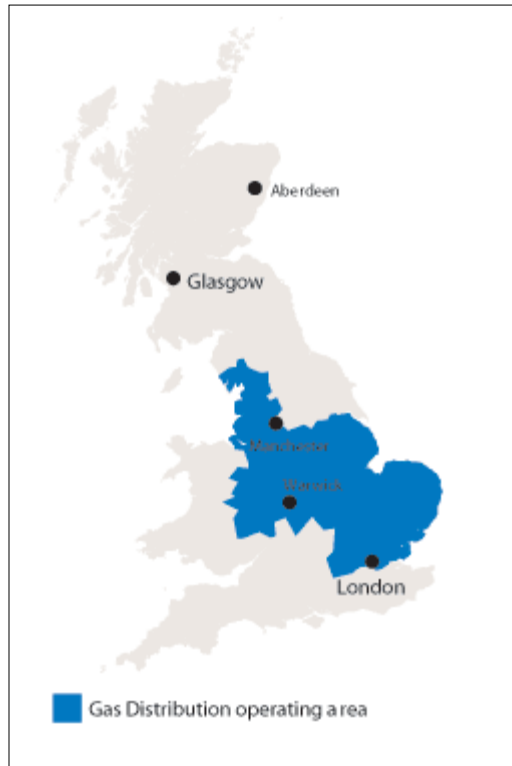 Aberdeen
Glasgow
Manchester
Warwick
London
Gas Distribution operating area